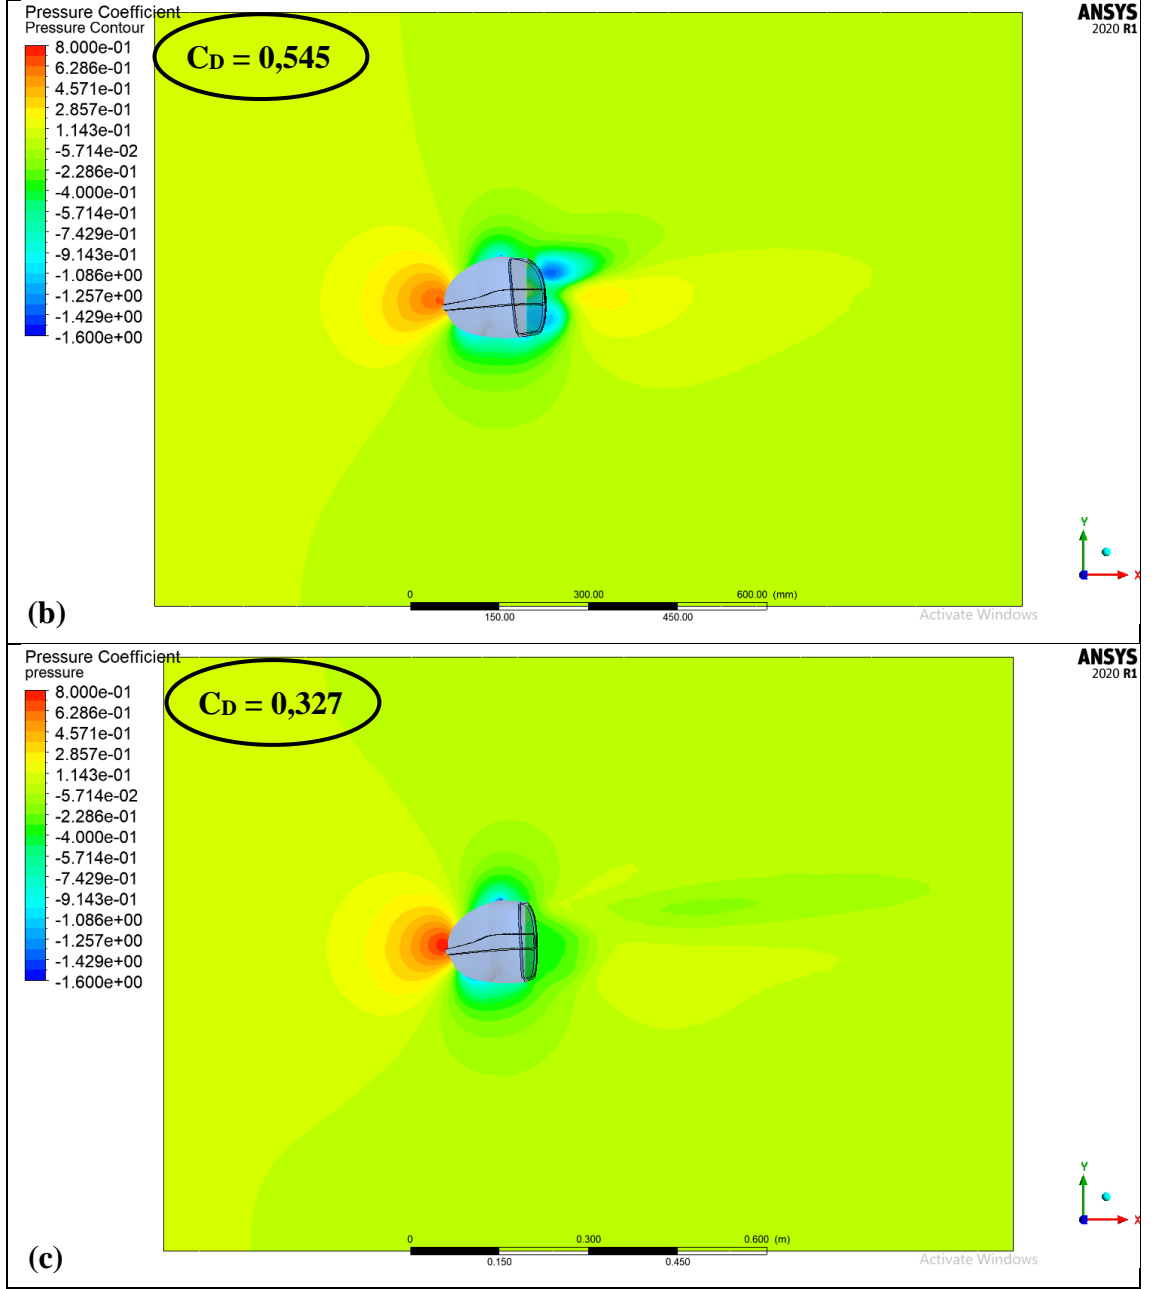 Pressure Coefficient
Pressure Contour
ANSYS
2020 R1
C_D = 0,545
8.000e-01
6.286e-01
4.571e-01
2.857e-01
1.143e-01
-5.714e-02
-2.286e-01
-4.000e-01
-5.714e-01
-7.429e-01
-9.143e-01
-1.086e+00
-1.257e+00
-1.429e+00
-1.600e+00
Y
X
0 300.00 600.00 (mm)
150.00 450.00
(b)
Activate Windows
Pressure Coefficient
pressure
ANSYS
2020 R1
C_D = 0,327
8.000e-01
6.286e-01
4.571e-01
2.857e-01
1.143e-01
-5.714e-02
-2.286e-01
-4.000e-01
-5.714e-01
-7.429e-01
-9.143e-01
-1.086e+00
-1.257e+00
-1.429e+00
-1.600e+00
Y
X
0 0.300 0.600 (m)
0.150 0.450
(c)
Activate Windows